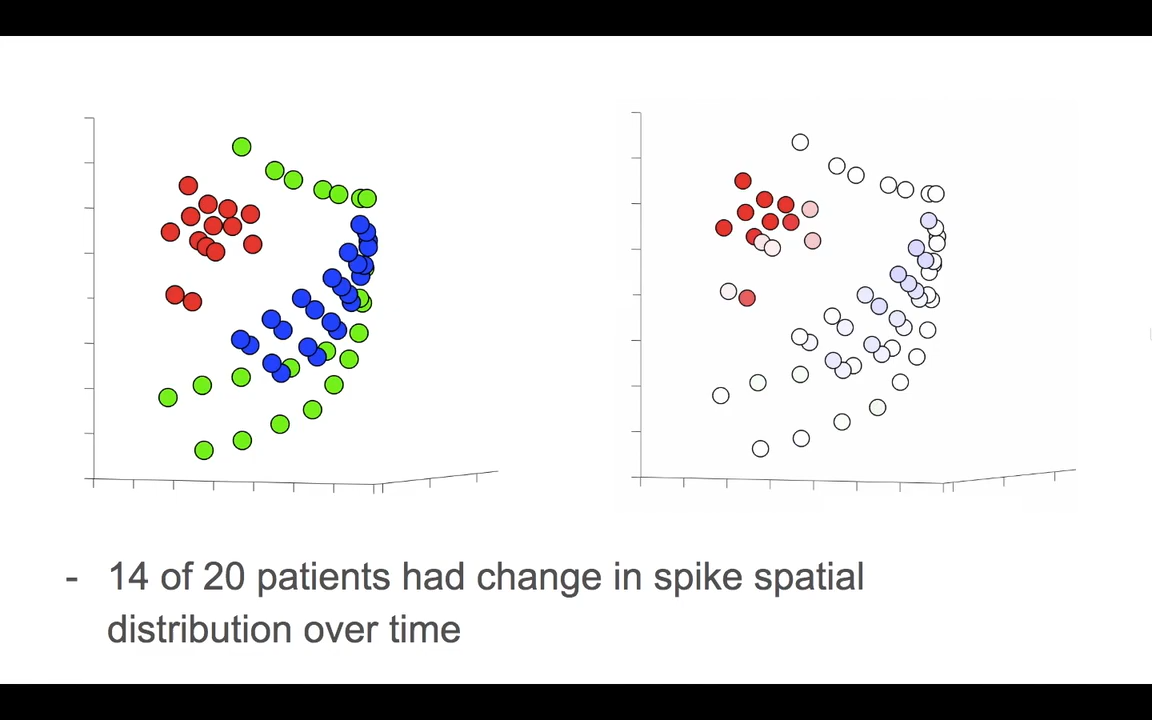 - 14 of 20 patients had change in spike spatial
distribution over time